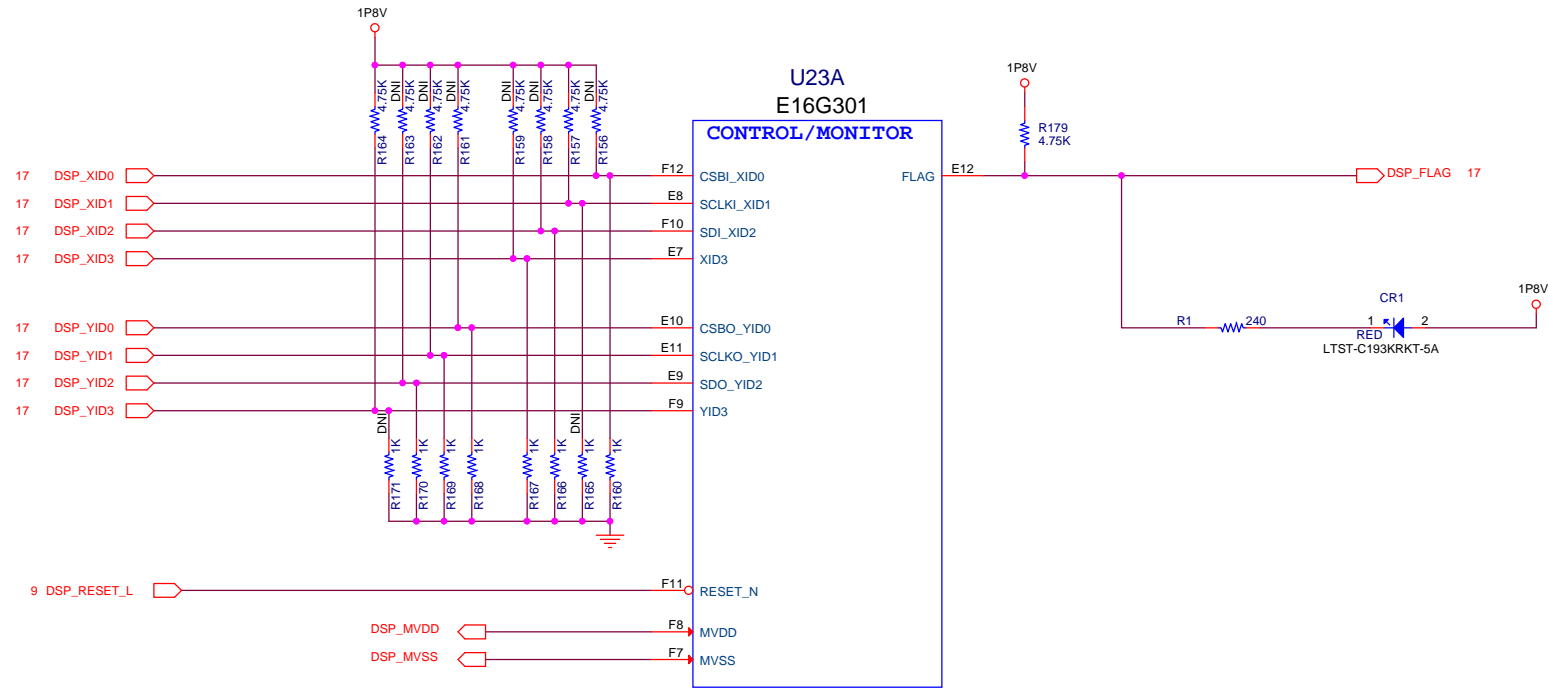 1P8V
4.75K
R164
DNI
4.75K
R163
DNI
4.75K
R162
DNI
4.75K
R161
DNI
4.75K
R159
DNI
4.75K
R158
4.75K
R157
DNI
4.75K
R156
U23A
E16G301
CONTROL/MONITOR
17 DSP_XID0
F12 CSBI_XID0
17 DSP_XID1
E8 SCLKI_XID1
17 DSP_XID2
F10 SDI_XID2
17 DSP_XID3
E7 XID3
17 DSP_YID0
E10 CSBO_YID0
17 DSP_YID1
E11 SCLKO_YID1
17 DSP_YID2
E9 SDO_YID2
17 DSP_YID3
F9 YID3
DNI
1K
R171
1K
R170
1K
R169
1K
R168
1K
R167
1K
R166
DNI
1K
R165
1K
R160
9 DSP_RESET_L
F11 RESET_N
DSP_MVDD
F8 MVDD
DSP_MVSS
F7 MVSS
1P8V
R179
4.75K
FLAG E12
DSP_FLAG 17
1P8V
CR1
R1 240
1 2
RED
LTST-C193KRKT-5A